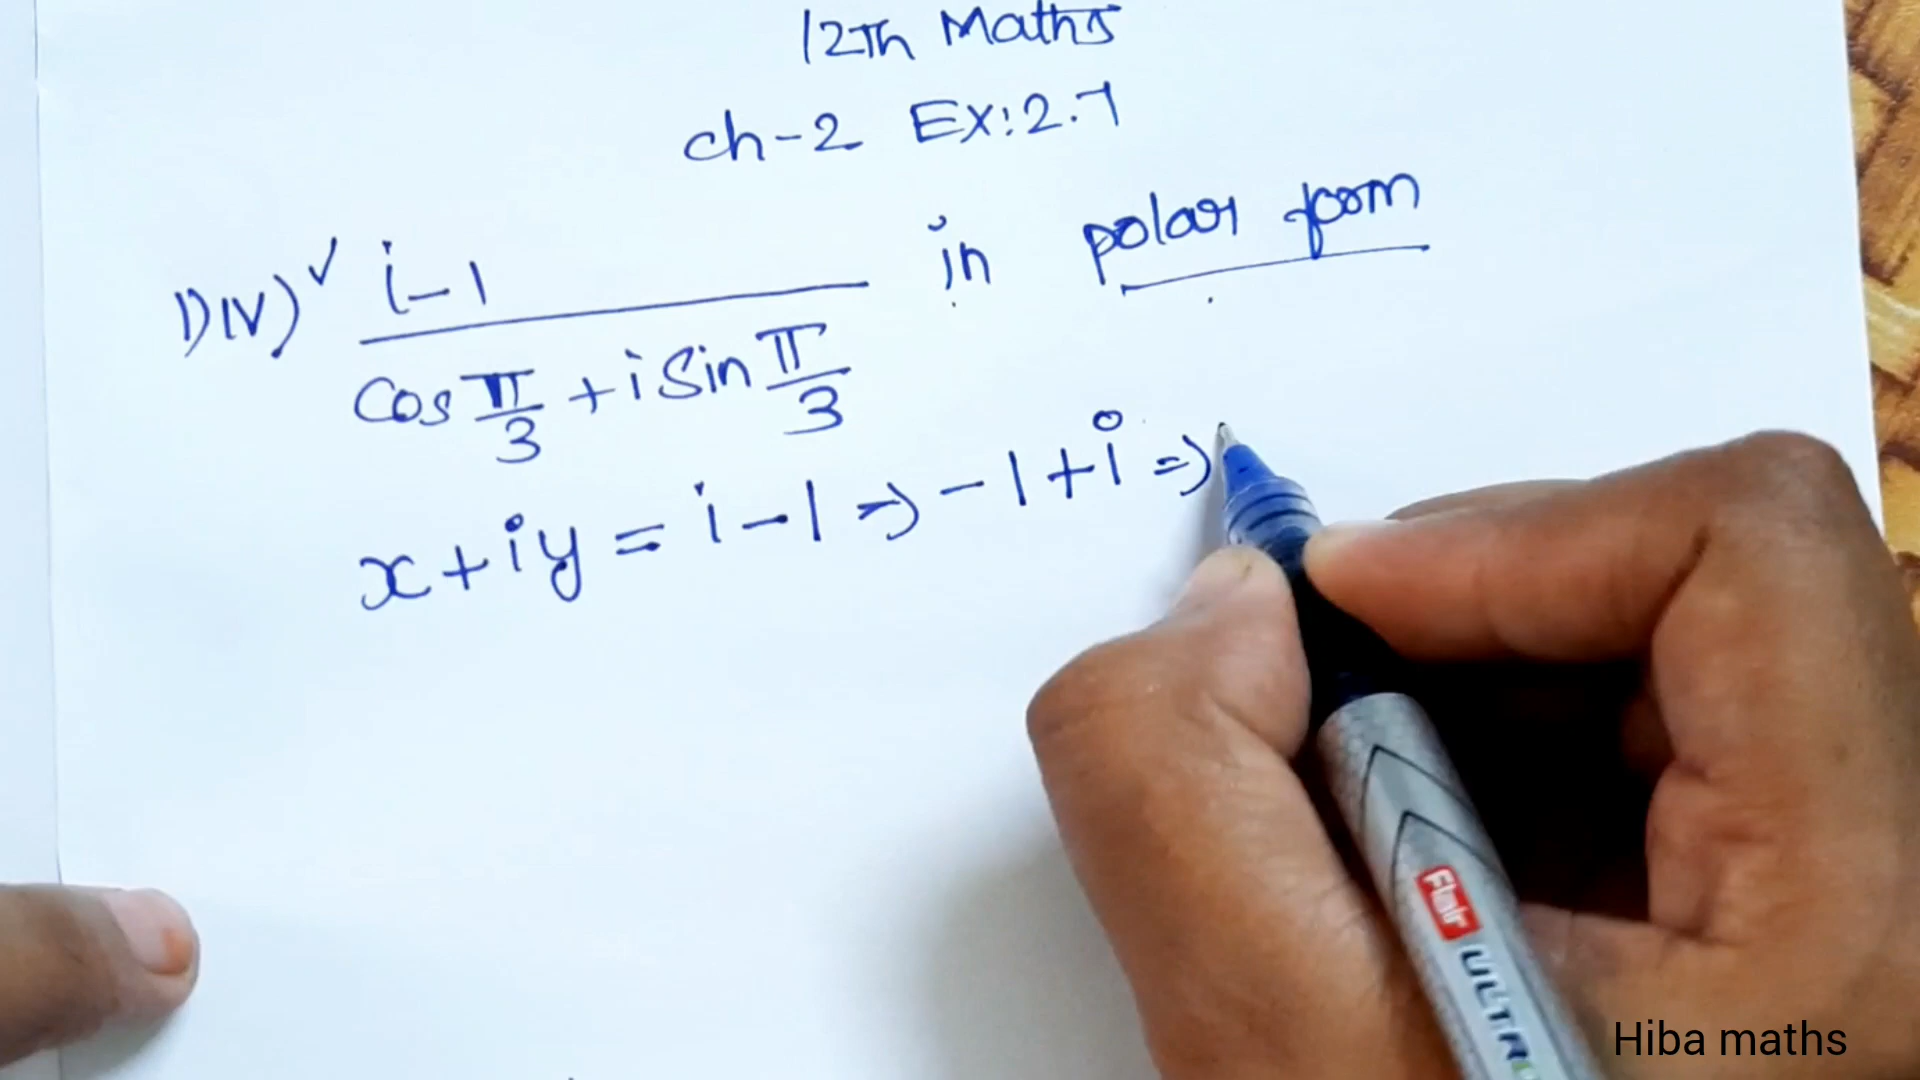 12Th Maths
Ch-2 Ex:2.7
1) iv) ✓ i-1 / Cos π/3 + i Sin π/3 in polar form
x+iy = i-1 ⇒ -1+i ⇒
Flair ULTRA
Hiba maths